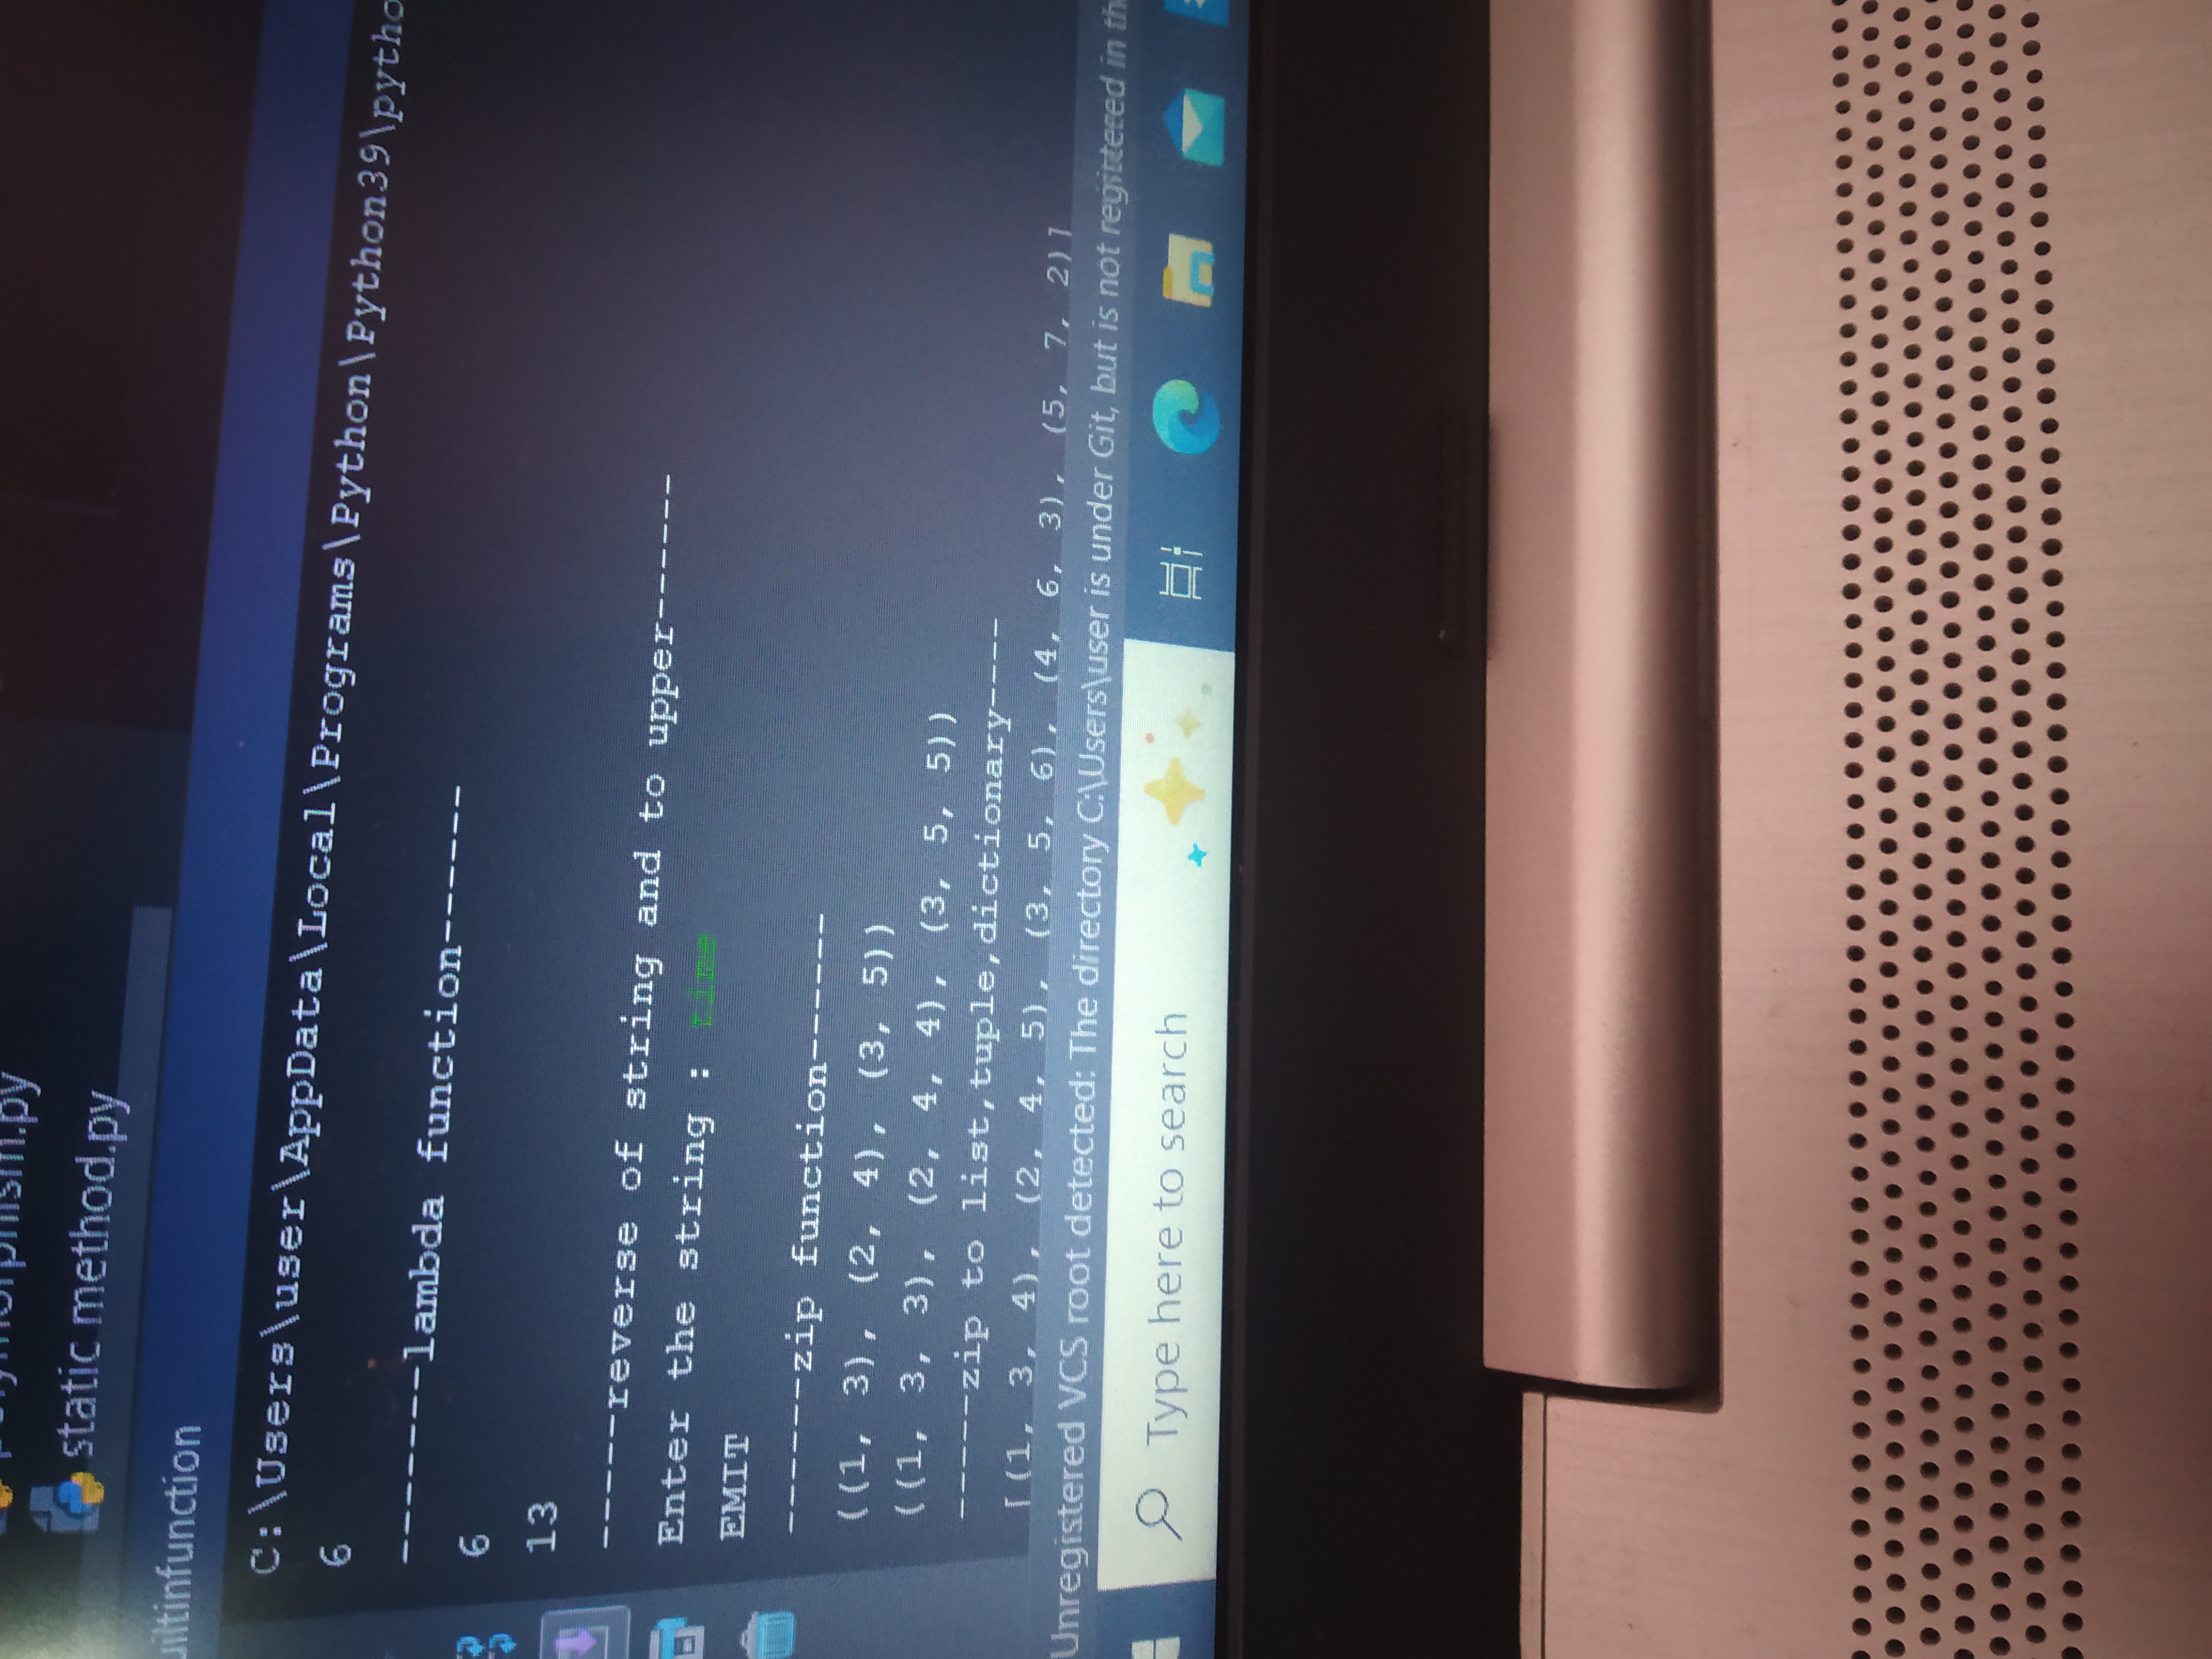 polymorphism.py
static method.py
uiltinfunction
C:\Users\user\AppData\Local\Programs\Python\Python39\pytho
6
-------lambda function------
6
13
-----reverse of string and to upper------
Enter the string : time
EMIT
------zip function------
((1, 3), (2, 4), (3, 5))
((1, 3, 3), (2, 4, 4), (3, 5, 5))
-----zip to list,tuple,dictionary----
[(1, 3, 4), (2, 4, 5), (3, 5, 6), (4, 6, 3), (5, 7, 2)]
Unregistered VCS root detected: The directory C:\Users\user is under Git, but is not registered in th
Type here to search